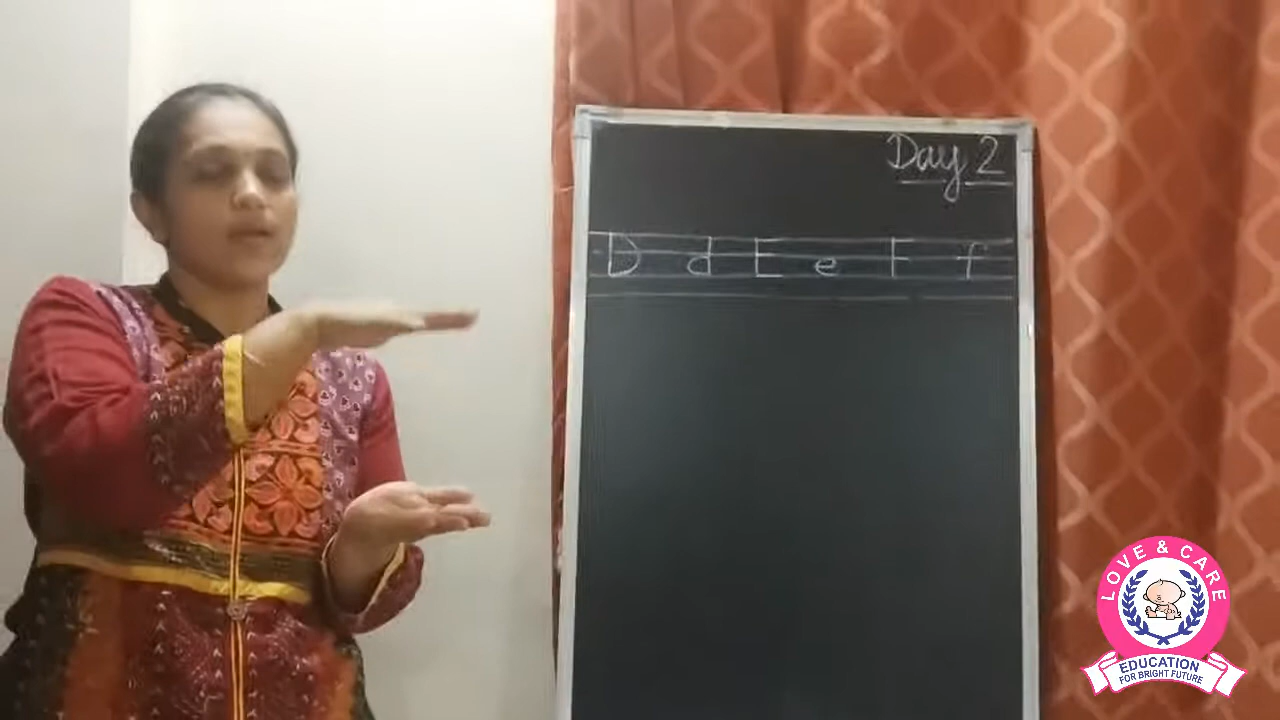 Day 2
D d E e F f
LOVE & CARE
EDUCATION
FOR BRIGHT FUTURE